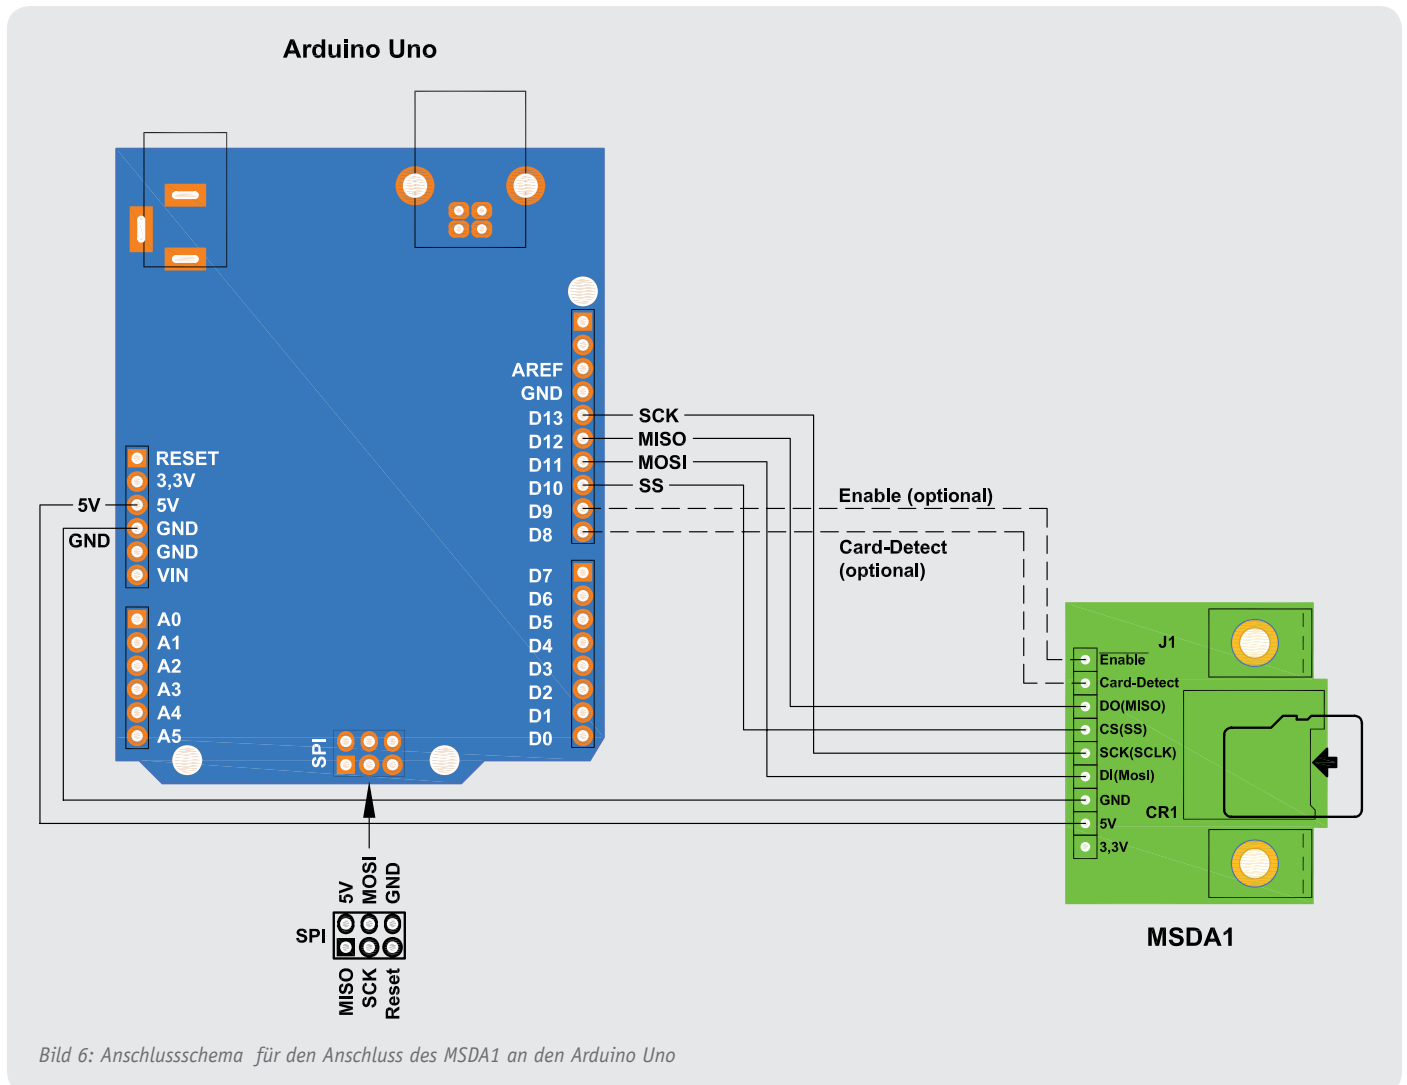 Arduino Uno
AREF
GND
D13
D12
D11
D10
D9
D8
D7
D6
D5
D4
D3
D2
D1
D0
RESET
3,3V
5V
GND
GND
VIN
A0
A1
A2
A3
A4
A5
SPI
5V
GND
SCK
MISO
MOSI
SS
Enable (optional)
Card-Detect
(optional)
J1
Enable
Card-Detect
DO(MISO)
CS(SS)
SCK(SCLK)
DI(MosI)
GND
5V
3,3V
CR1
MSDA1
5V
MOSI
GND
SPI
MISO
SCK
Reset
Bild 6: Anschlussschema für den Anschluss des MSDA1 an den Arduino Uno